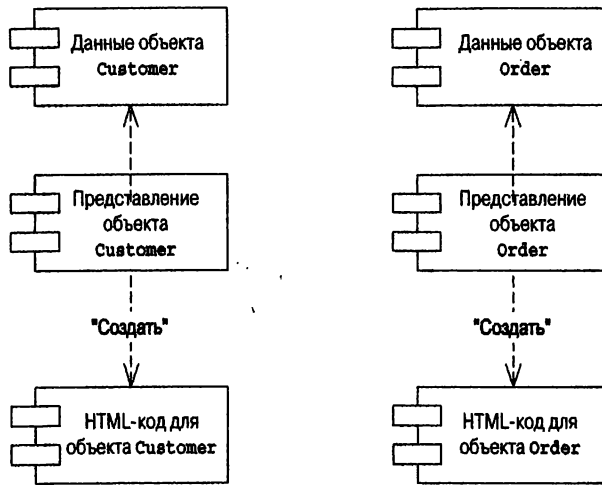 Данные объекта
Customer
Данные объекта
Order
Представление
объекта
Customer
Представление
объекта
Order
"Создать"
"Создать"
HTML-код для
объекта Customer
HTML-код для
объекта Order